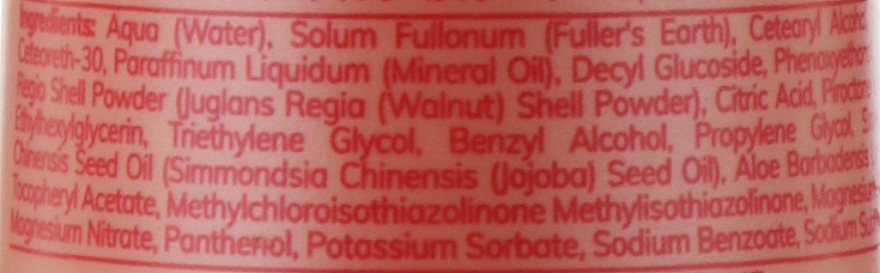 Ingredients: Aqua (Water), Solum Fullonum (Fuller's Earth), Cetearyl Alcohol,
Ceteareth-30, Paraffinum Liquidum (Mineral Oil), Decyl Glucoside,
Regia Shell Powder (Juglans Regia (Walnut) Shell Powder), Citric Acid,
Ethylhexylglycerin, Triethylene Glycol, Benzyl Alcohol, Propylene Glycol,
Chinensis Seed Oil (Simmondsia Chinensis (Jojoba) Seed Oil), Aloe Barbadensis
Tocopheryl Acetate, Methylchloroisothiazolinone Methylisothiazolinone,
Magnesium Nitrate, Panthenol, Potassium Sorbate, Sodium Benzoate, Sodium